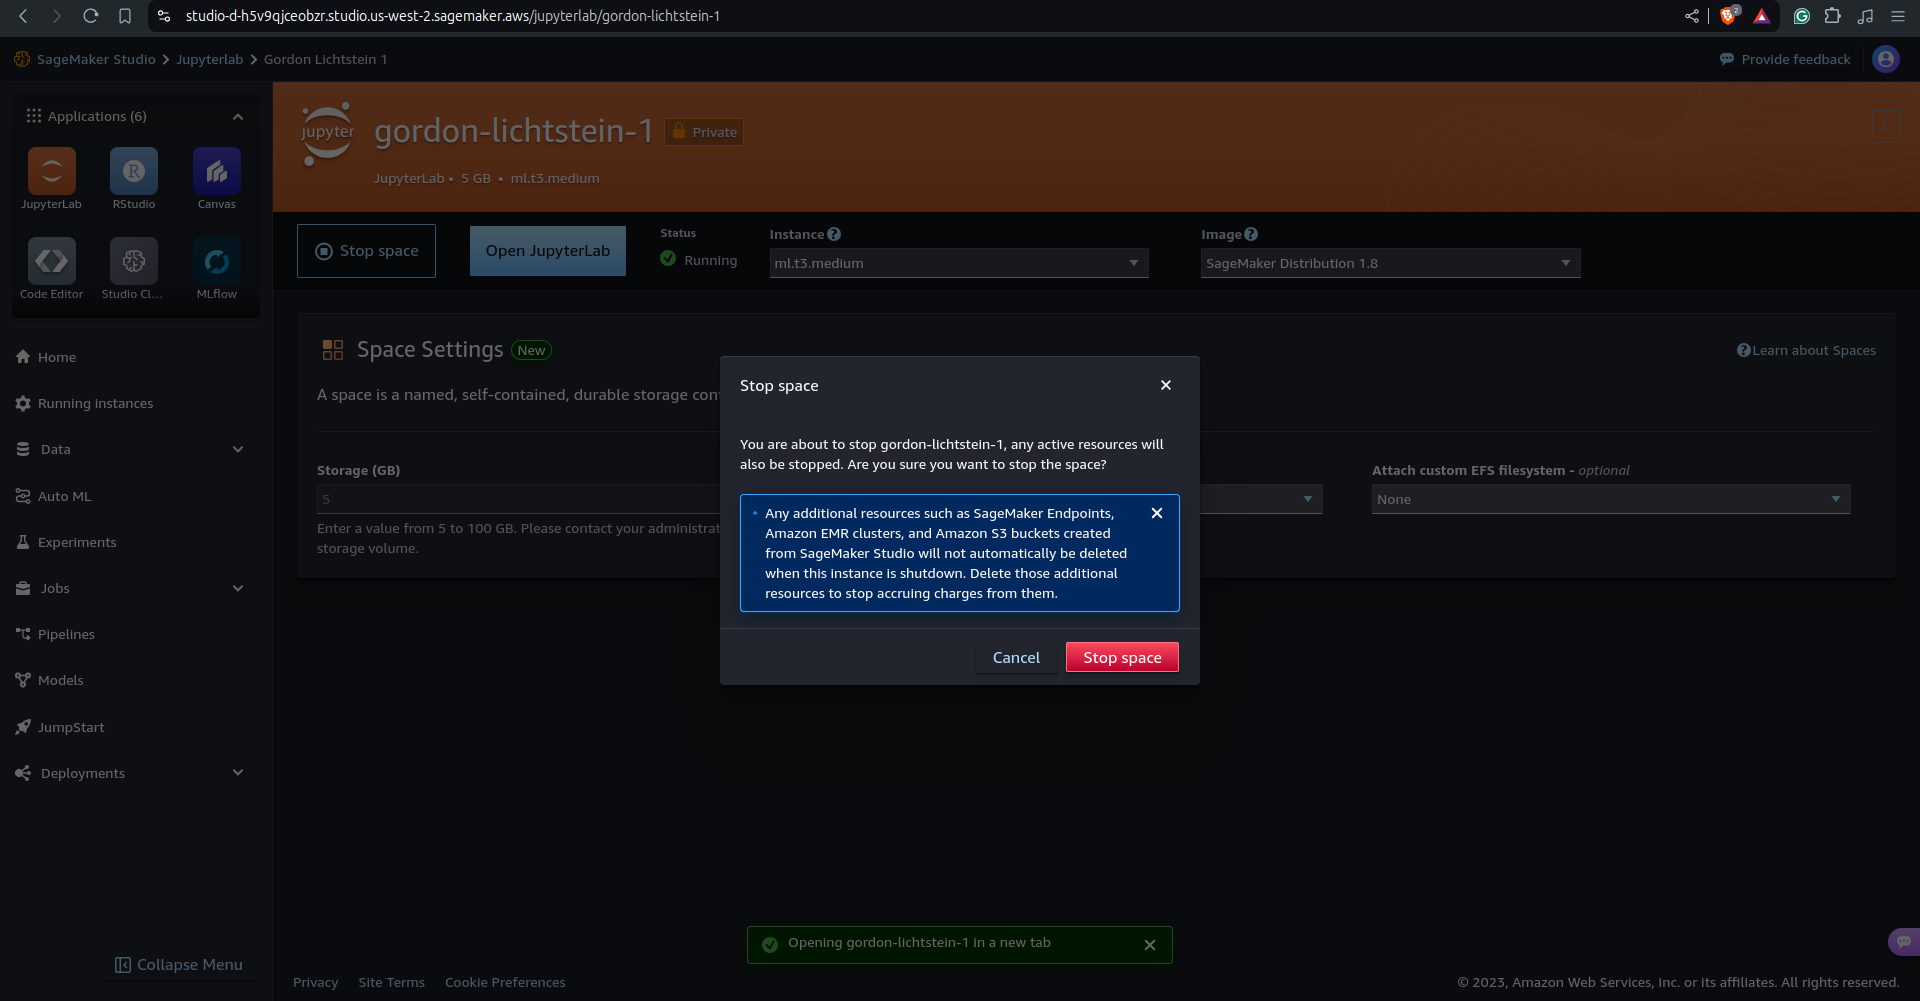 studio-d-h5v9qjceobzr.studio.us-west-2.sagemaker.aws/jupyterlab/gordon-lichtstein-1
2
SageMaker Studio
Jupyterlab
Gordon Lichtstein 1
Provide feedback
Applications (6)
JupyterLab
RStudio
Canvas
Code Editor
Studio Cl...
MLflow
Home
Running instances
Data
Auto ML
Experiments
Jobs
Pipelines
Models
JumpStart
Deployments
Collapse Menu
jupyter
gordon-lichtstein-1
Private
JupyterLab • 5 GB • ml.t3.medium
Stop space
Open JupyterLab
Status
Running
Instance
ml.t3.medium
Image
SageMaker Distribution 1.8
Space Settings
New
Learn about Spaces
A space is a named, self-contained, durable storage con
Storage (GB)
5
Enter a value from 5 to 100 GB. Please contact your administrat
storage volume.
Attach custom EFS filesystem - optional
None
Stop space
You are about to stop gordon-lichtstein-1, any active resources will
also be stopped. Are you sure you want to stop the space?
• Any additional resources such as SageMaker Endpoints,
Amazon EMR clusters, and Amazon S3 buckets created
from SageMaker Studio will not automatically be deleted
when this instance is shutdown. Delete those additional
resources to stop accruing charges from them.
Cancel
Stop space
Opening gordon-lichtstein-1 in a new tab
Privacy
Site Terms
Cookie Preferences
© 2023, Amazon Web Services, Inc. or its affiliates. All rights reserved.